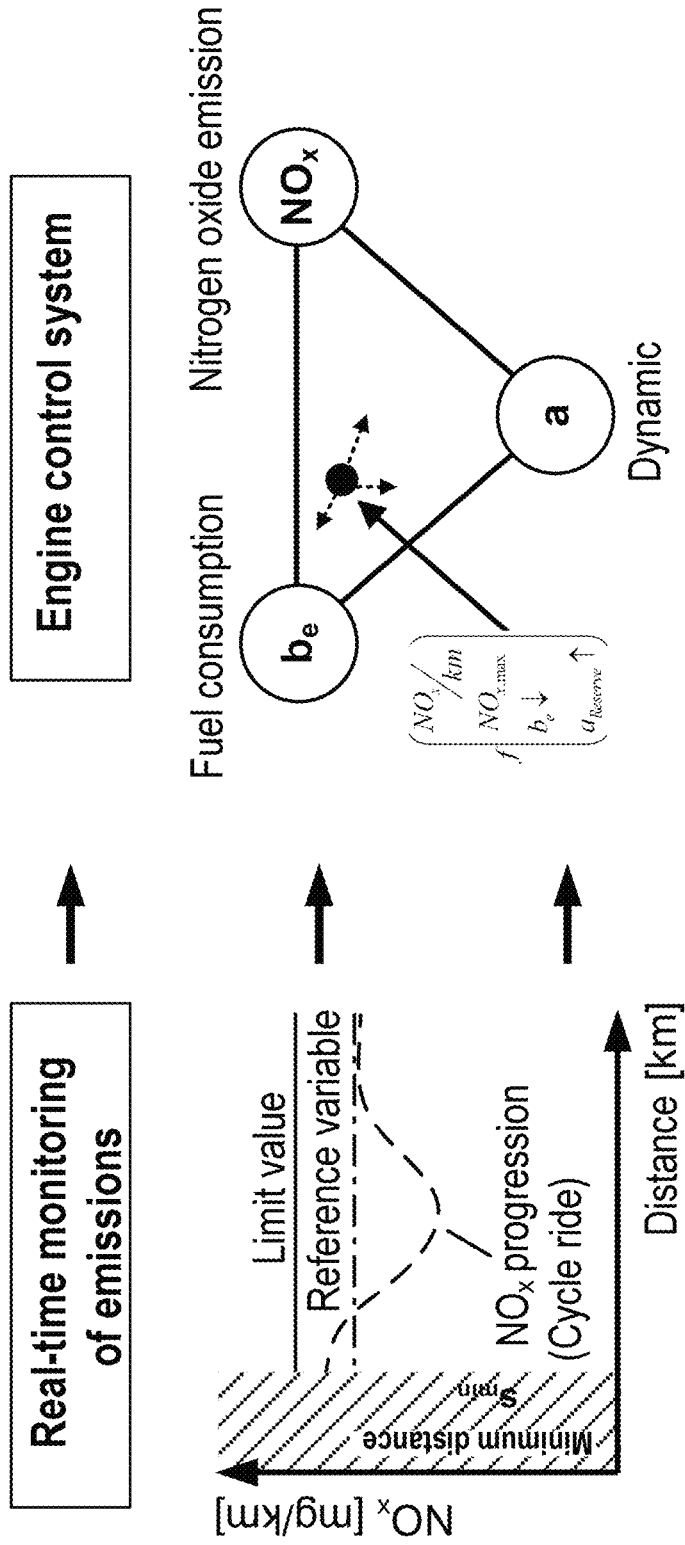 Real-time monitoring
of emissions
NOₓ [mg/km]
Minimum distance
Sₘᵢₙ
Limit value
Reference variable
NOₓ progression
(Cycle ride)
Distance [km]
Engine control system
Fuel consumption
Nitrogen oxide emission
bₑ
NOₓ
a
Dynamic
f
NOₓ/km
NOₓ,max
bₑ ↓
a_Reserve ↑